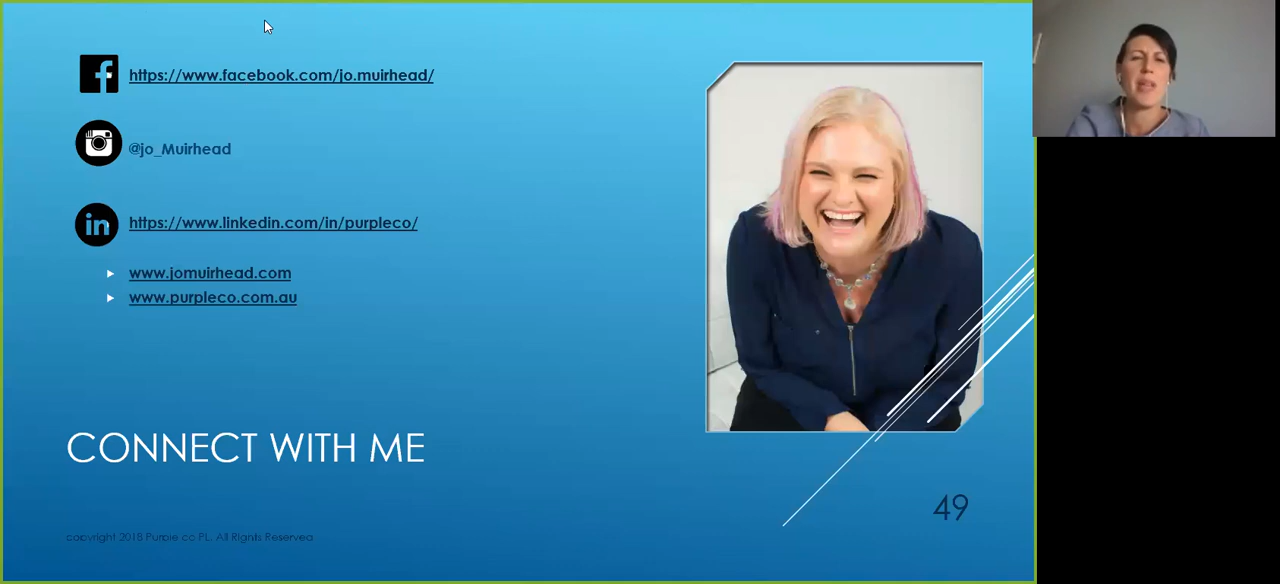 https://www.facebook.com/jo.muirhead/
@jo_Muirhead
in https://www.linkedin.com/in/purpleco/
www.jomuirhead.com
www.purpleco.com.au
CONNECT WITH ME
49
copyright 2018 Purple co PL. All Rights Reserved